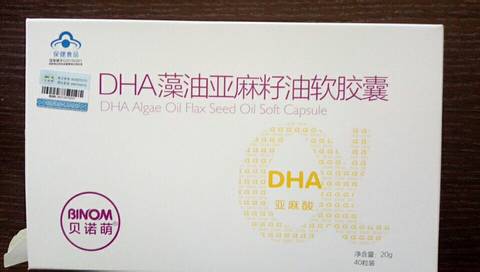 保健食品
DHA藻油亚麻籽油软胶囊
DHA Algae Oil Flax Seed Oil Soft Capsule
DHA
亚麻酸
BINOM®
贝诺萌
净含量：20g
40粒装